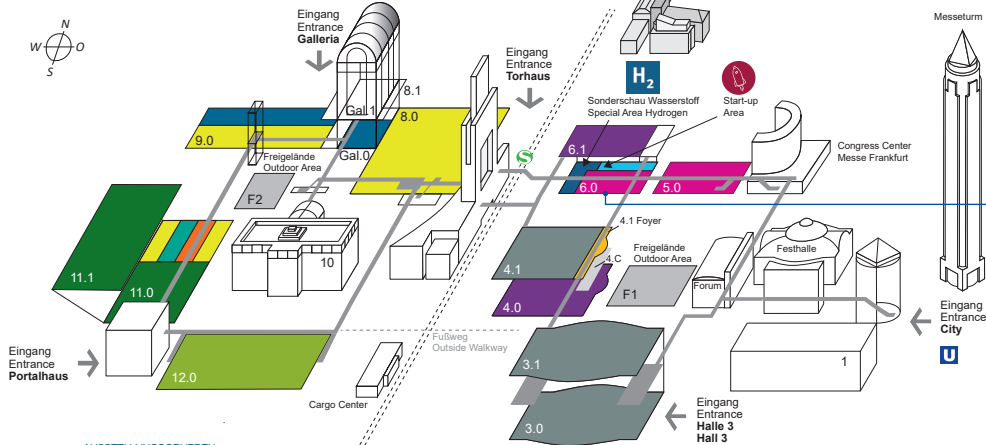 N
W O
S
Eingang
Entrance
Galleria
Eingang
Entrance
Torhaus
Messeturm
H2
Sonderschau Wasserstoff
Special Area Hydrogen
Start-up
Area
Gal.1
8.1
8.0
9.0
Gal.0
S
6.1
6.0
5.0
Congress Center
Messe Frankfurt
Freigelände
Outdoor Area
F2
10
11.1
11.0
4.1 Foyer
4.1
4.C
4.0
Freigelände
Outdoor Area
F1
Festhalle
Forum
Eingang
Entrance
City
U
Fußweg
Outside Walkway
Eingang
Entrance
Portalhaus
12.0
Cargo Center
3.1
3.0
1
Eingang
Entrance
Halle 3
Hall 3